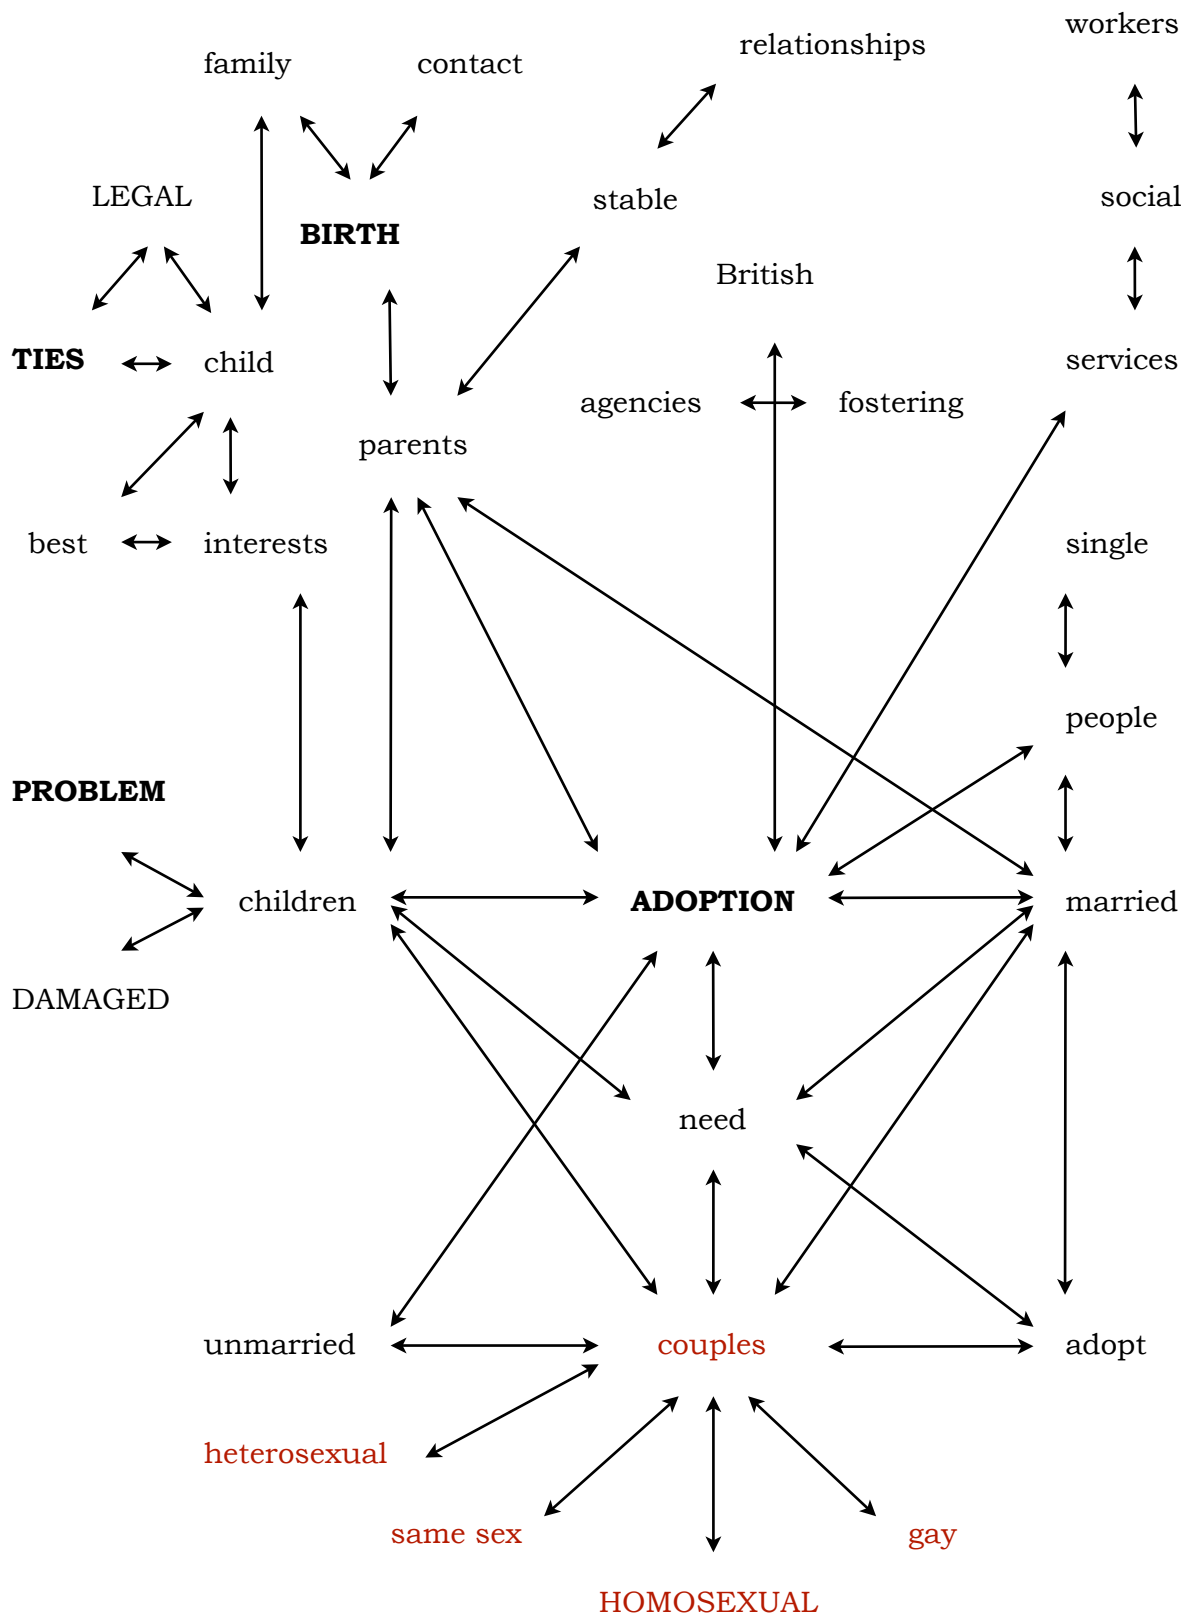 workers
relationships
family
contact
LEGAL
stable
social
BIRTH
British
TIES
child
services
agencies
fostering
parents
best
interests
single
people
PROBLEM
children
ADOPTION
married
DAMAGED
need
unmarried
couples
adopt
heterosexual
same sex
gay
HOMOSEXUAL